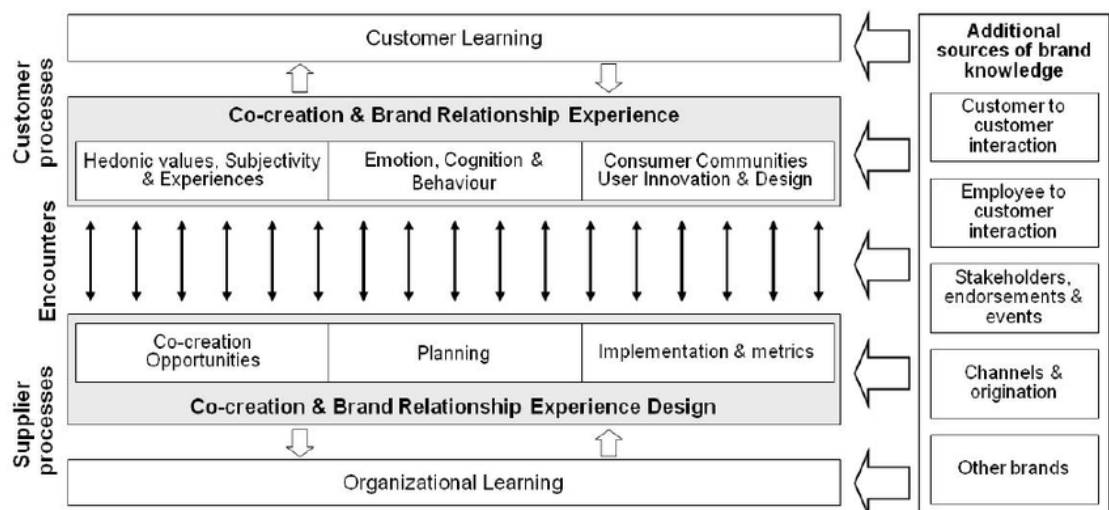 Customer processes
Encounters
Supplier processes
Customer Learning
Co-creation & Brand Relationship Experience
Hedonic values, Subjectivity
& Experiences
Emotion, Cognition &
Behaviour
Consumer Communities
User Innovation & Design
Co-creation
Opportunities
Planning
Implementation & metrics
Co-creation & Brand Relationship Experience Design
Organizational Learning
Additional
sources of brand
knowledge
Customer to
customer
interaction
Employee to
customer
interaction
Stakeholders,
endorsements &
events
Channels &
origination
Other brands